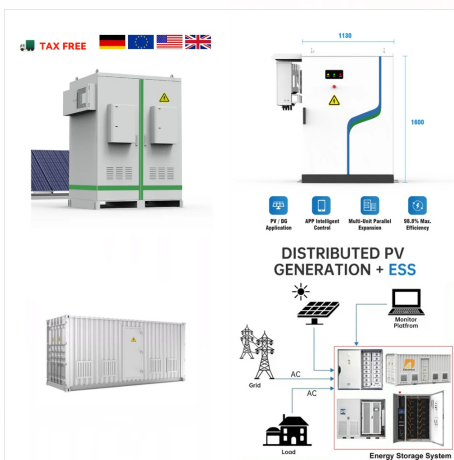 TAX FREE
1130
1600
PV / DG
Application
APP Intelligent
Control
Multi-Unit Parallel
Expansion
98.8% Max.
Efficiency
DISTRIBUTED PV
GENERATION + ESS
Monitor
Platfrom
AC
Grid
AC
Load
Energy Storage System